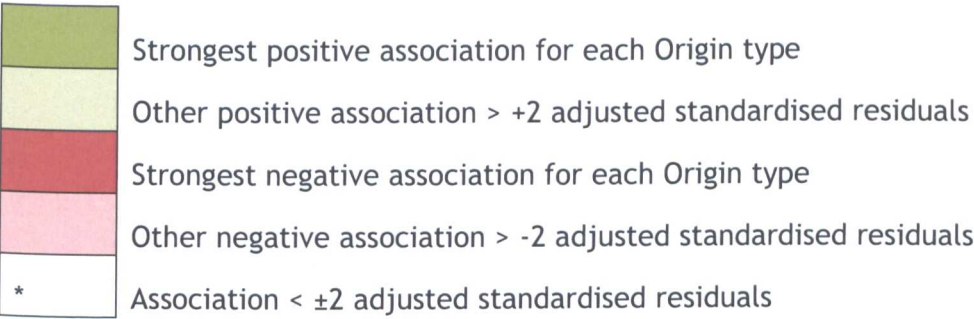 Strongest positive association for each Origin type
Other positive association > +2 adjusted standardised residuals
Strongest negative association for each Origin type
Other negative association > -2 adjusted standardised residuals
* Association < ±2 adjusted standardised residuals